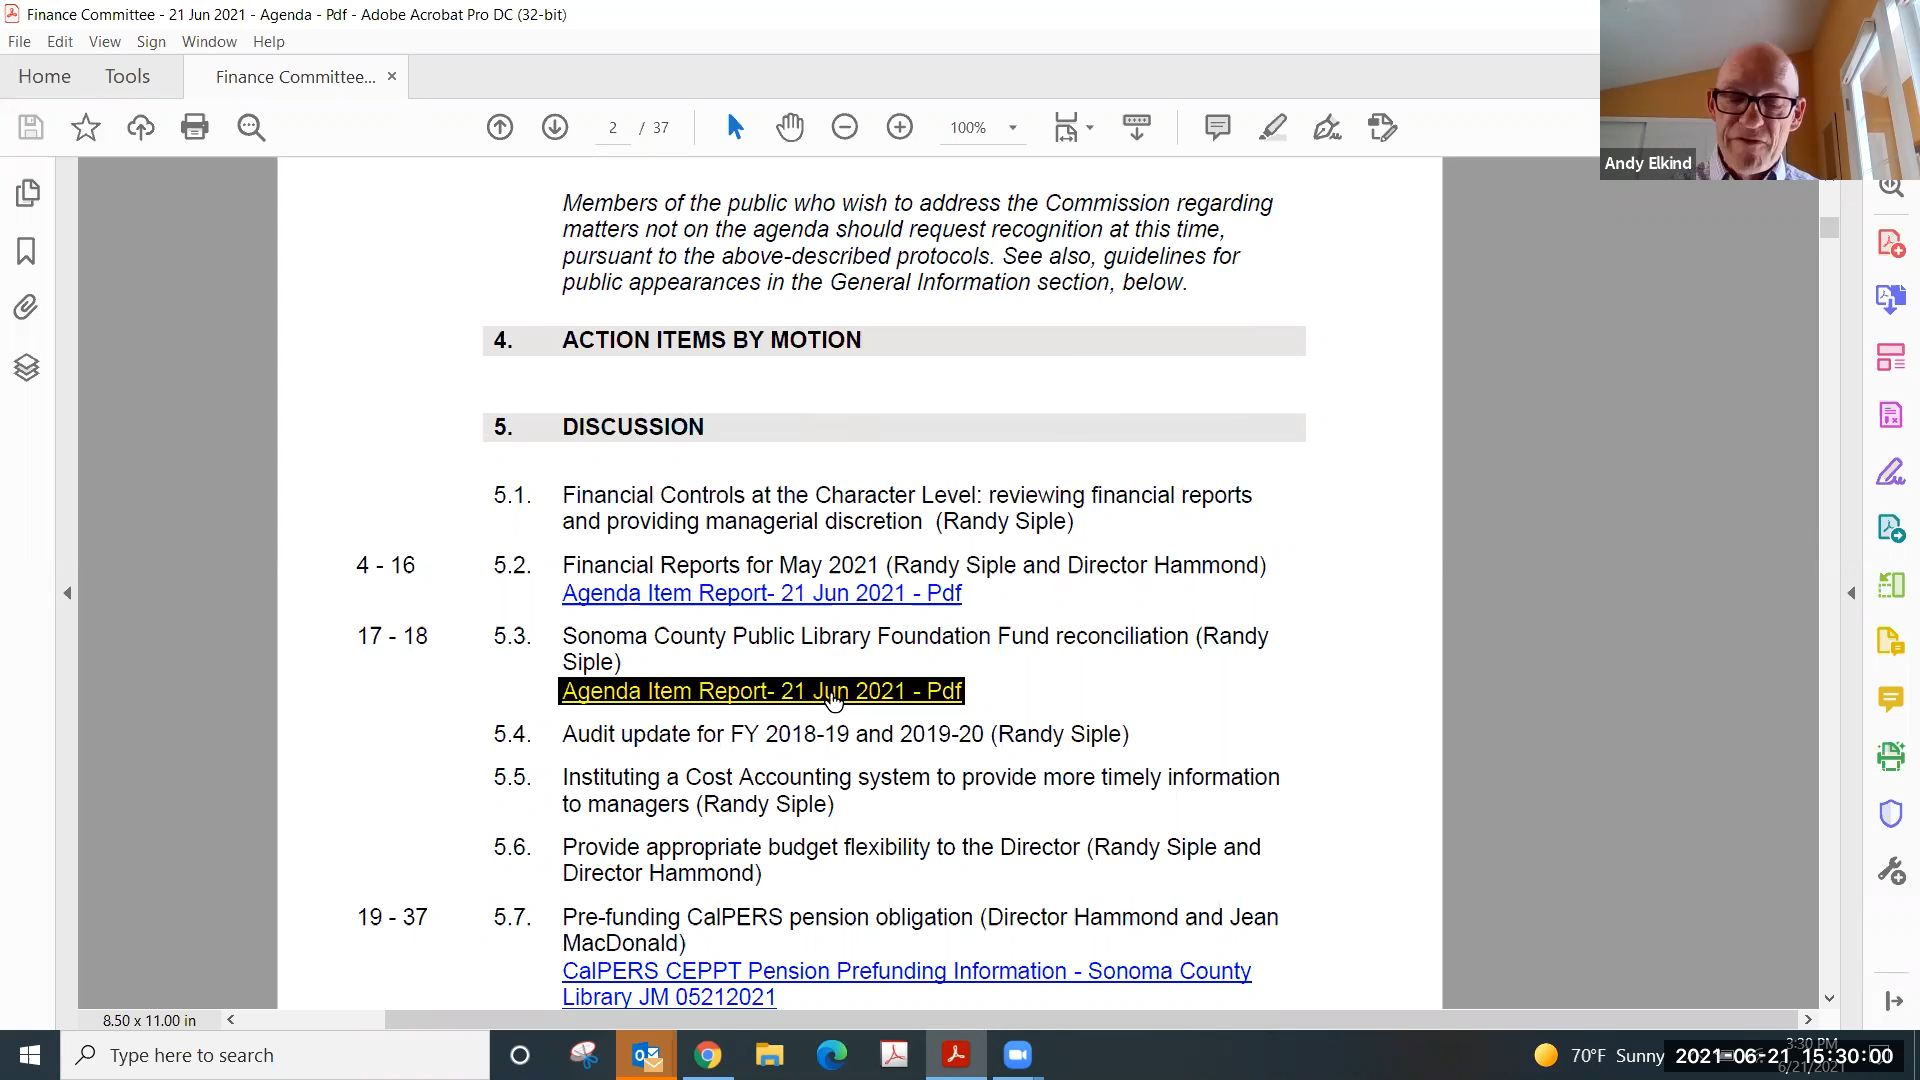 Finance Committee - 21 Jun 2021 - Agenda - Pdf - Adobe Acrobat Pro DC (32-bit)
File Edit View Sign Window Help
Home Tools Finance Committee... ×
2 / 37 100%
Andy Elkind
Members of the public who wish to address the Commission regarding
matters not on the agenda should request recognition at this time,
pursuant to the above-described protocols. See also, guidelines for
public appearances in the General Information section, below.
4. ACTION ITEMS BY MOTION
5. DISCUSSION
5.1. Financial Controls at the Character Level: reviewing financial reports
and providing managerial discretion (Randy Siple)
4 - 16 5.2. Financial Reports for May 2021 (Randy Siple and Director Hammond)
Agenda Item Report- 21 Jun 2021 - Pdf
17 - 18 5.3. Sonoma County Public Library Foundation Fund reconciliation (Randy
Siple)
Agenda Item Report- 21 Jun 2021 - Pdf
5.4. Audit update for FY 2018-19 and 2019-20 (Randy Siple)
5.5. Instituting a Cost Accounting system to provide more timely information
to managers (Randy Siple)
5.6. Provide appropriate budget flexibility to the Director (Randy Siple and
Director Hammond)
19 - 37 5.7. Pre-funding CalPERS pension obligation (Director Hammond and Jean
MacDonald)
CalPERS CEPPT Pension Prefunding Information - Sonoma County
Library JM 05212021
8.50 x 11.00 in
Type here to search
70°F Sunny
2021-06-21 15:30:00
3:30 PM
6/21/2021